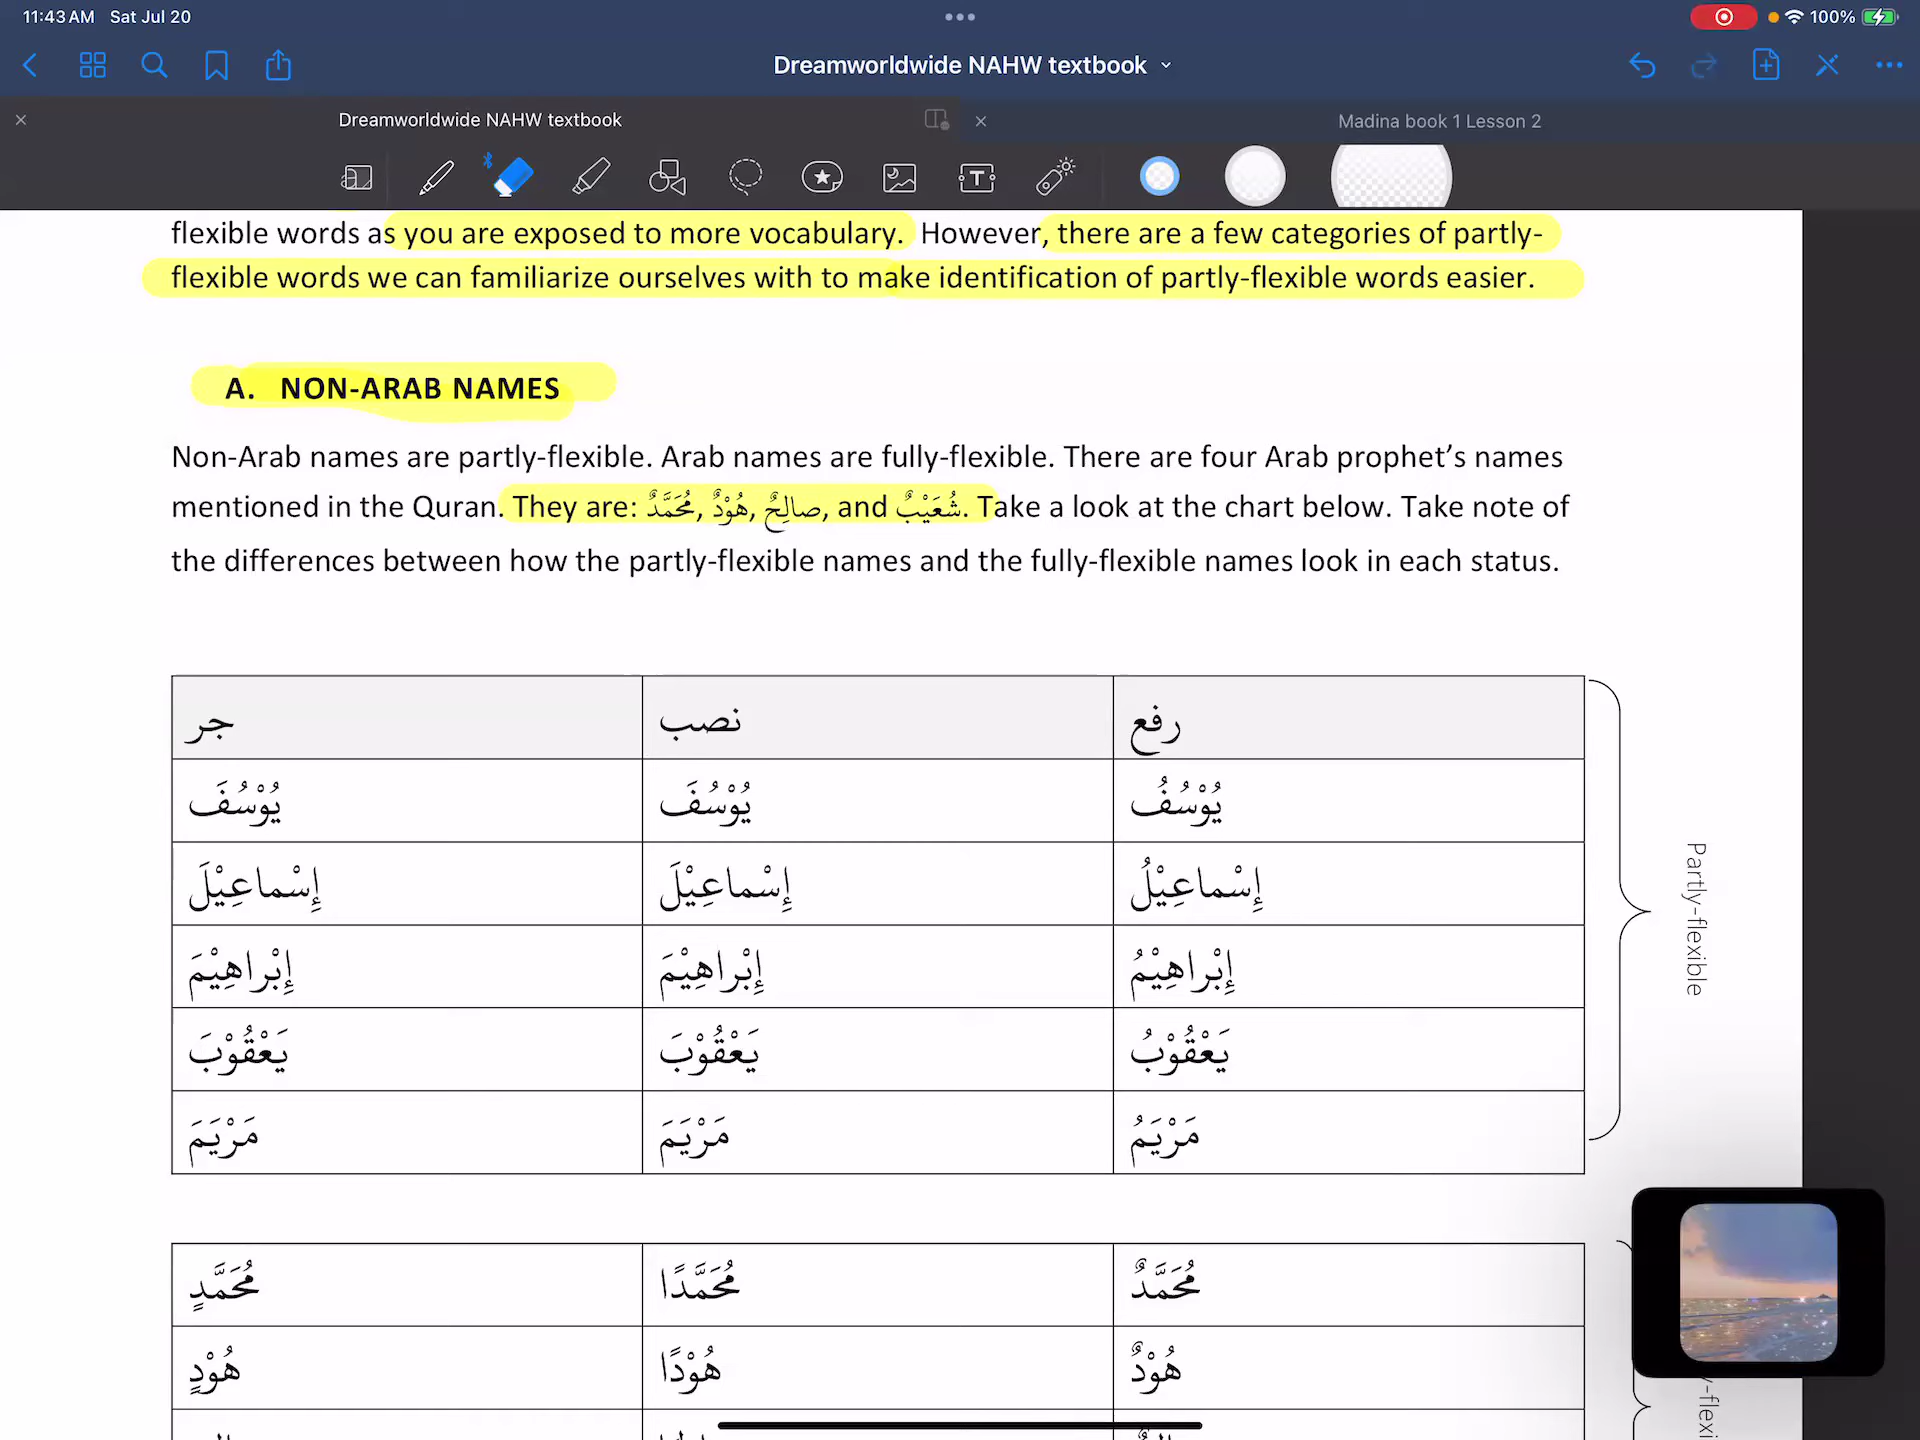 11:43 AM Sat Jul 20
100%
Dreamworldwide NAHW textbook
Dreamworldwide NAHW textbook
Madina book 1 Lesson 2
flexible words as you are exposed to more vocabulary. However, there are a few categories of partly-
flexible words we can familiarize ourselves with to make identification of partly-flexible words easier.
A. NON-ARAB NAMES
Non-Arab names are partly-flexible. Arab names are fully-flexible. There are four Arab prophet’s names
mentioned in the Quran. They are: مُحَمَّدٌ, هُوْدٌ, صالِحٌ, and شُعَيْبٌ. Take a look at the chart below. Take note of
the differences between how the partly-flexible names and the fully-flexible names look in each status.
رفع نصب جر
يُوْسُفُ يُوْسُفَ يُوْسُفَ
إِسْماعِيْلُ إِسْماعِيْلَ إِسْماعِيْلَ
إِبْراهِيْمُ إِبْراهِيْمَ إِبْراهِيْمَ
يَعْقُوْبُ يَعْقُوْبَ يَعْقُوْبَ
مَرْيَمُ مَرْيَمَ مَرْيَمَ
Partly-flexible
مُحَمَّدٌ مُحَمَّدًا مُحَمَّدٍ
هُوْدٌ هُوْدًا هُوْدٍ